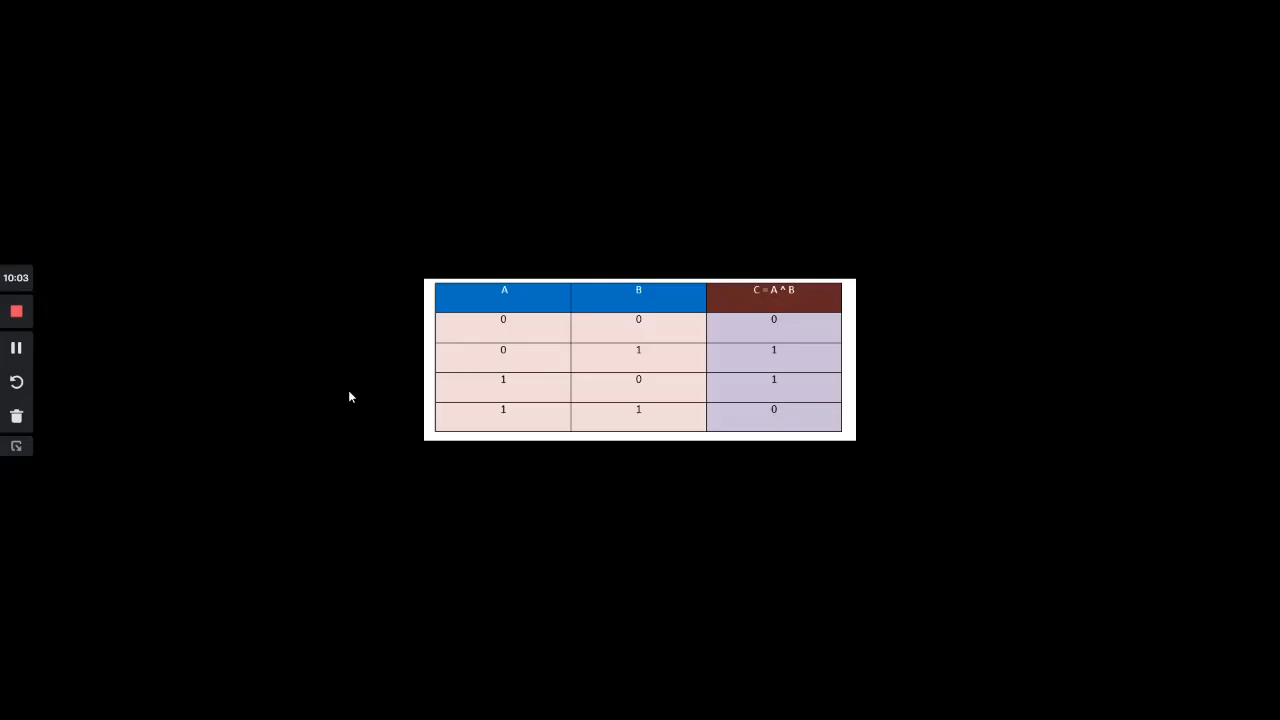 A B C = A ^ B
0 0 0
10:03
0 1 1
1 0 1
1 1 0